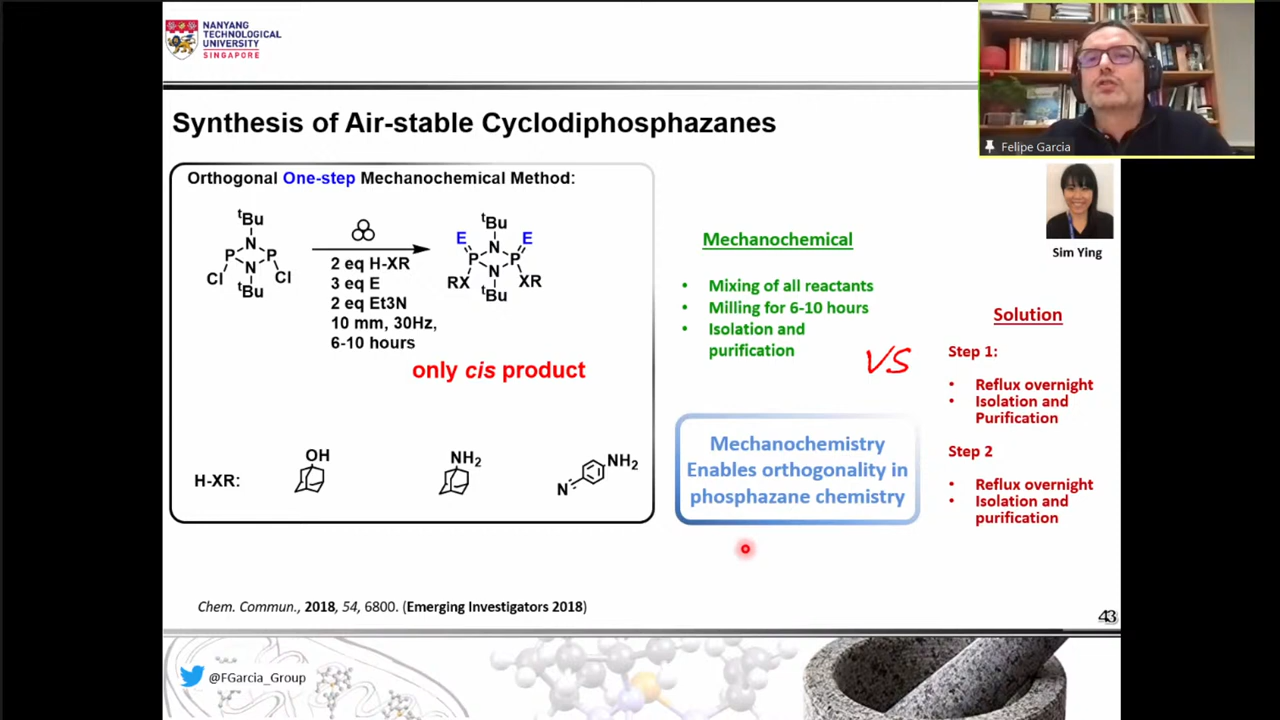 NANYANG
TECHNOLOGICAL
UNIVERSITY
SINGAPORE
Felipe Garcia
Synthesis of Air-stable Cyclodiphosphazanes
Orthogonal One-step Mechanochemical Method:
tBu
N
P P
N
Cl Cl
tBu
2 eq H-XR
3 eq E
2 eq Et3N
10 mm, 30Hz,
6-10 hours
tBu
E E
N
P P
N
RX XR
tBu
only cis product
H-XR:
OH
NH2
N
NH2
Mechanochemical
• Mixing of all reactants
• Milling for 6-10 hours
• Isolation and
purification
VS
Sim Ying
Solution
Step 1:
• Reflux overnight
• Isolation and
Purification
Step 2
• Reflux overnight
• Isolation and
purification
Mechanochemistry
Enables orthogonality in
phosphazane chemistry
Chem. Commun., 2018, 54, 6800. (Emerging Investigators 2018)
43
@FGarcia_Group